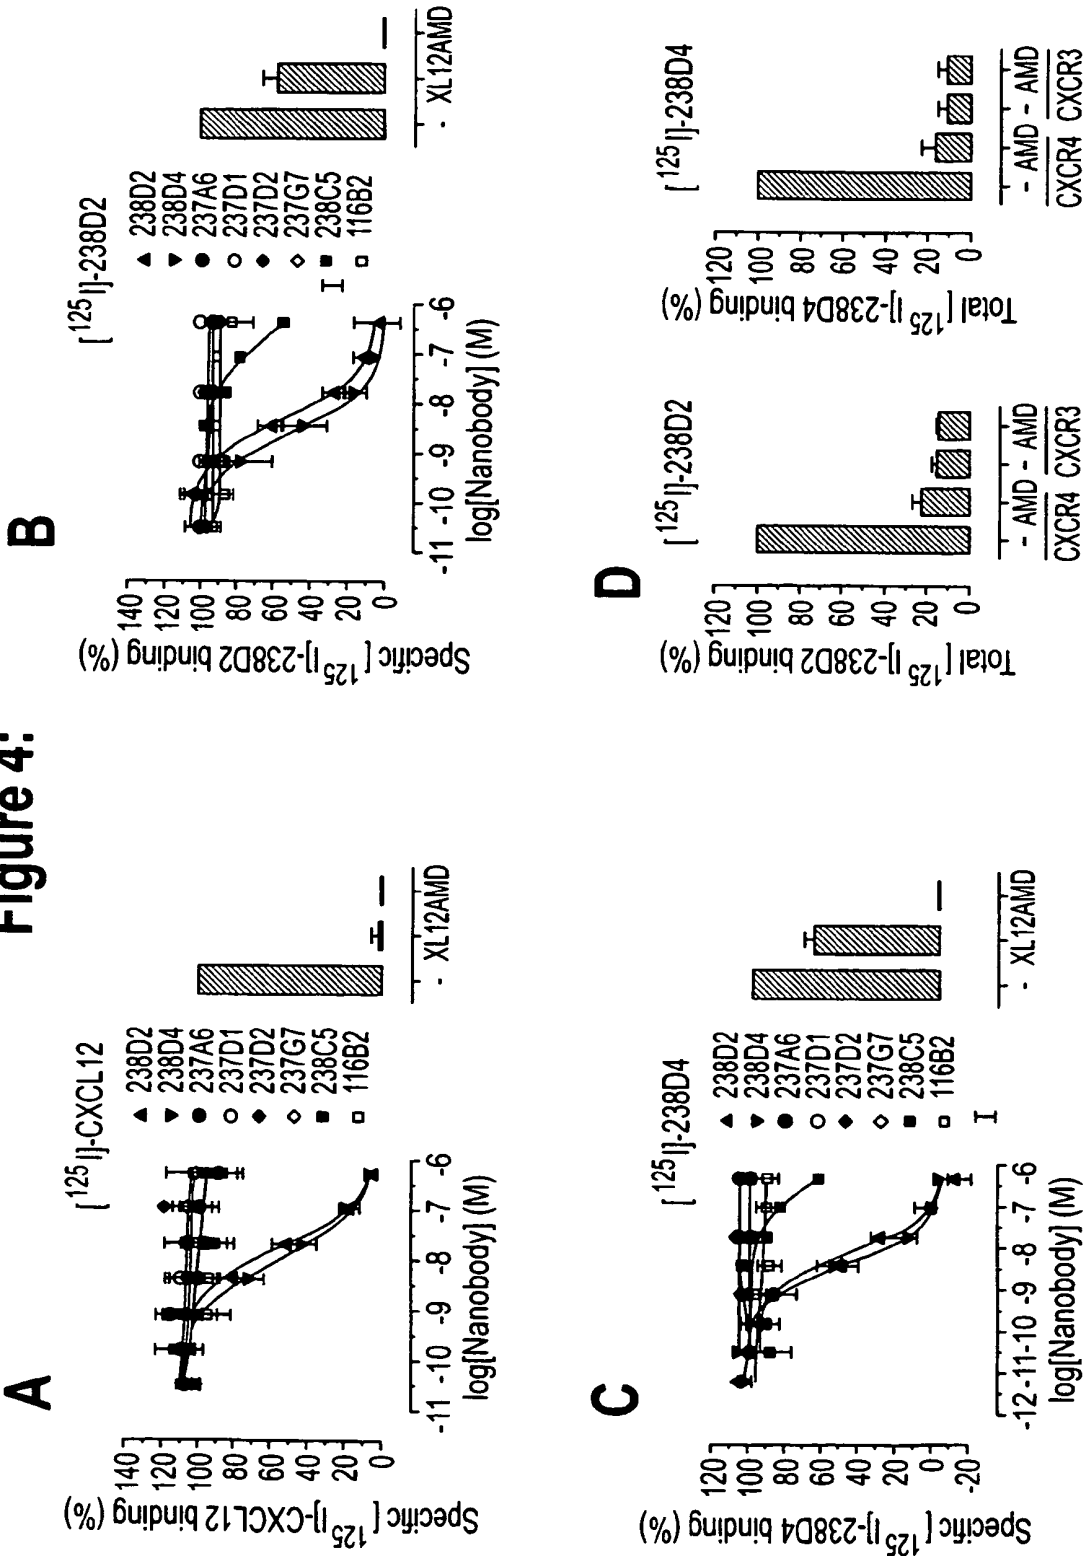 Figure 4:
A
[125I]-CXCL12
Specific [125I]-CXCL12 binding (%)
140
120
100
80
60
40
20
0
-11 -10 -9 -8 -7 -6
log[Nanobody] (M)
238D2
238D4
237A6
237D1
237D2
237G7
238C5
116B2
- XL12AMD
B
[125I]-238D2
Specific [125I]-238D2 binding (%)
140
120
100
80
60
40
20
0
-11 -10 -9 -8 -7 -6
log[Nanobody] (M)
238D2
238D4
237A6
237D1
237D2
237G7
238C5
116B2
- XL12AMD
C
[125I]-238D4
Specific [125I]-238D4 binding (%)
120
100
80
60
40
20
0
-20
-12 -11 -10 -9 -8 -7 -6
log[Nanobody] (M)
238D2
238D4
237A6
237D1
237D2
237G7
238C5
116B2
- XL12AMD
D
[125I]-238D2
Total [125I]-238D2 binding (%)
120
100
80
60
40
20
0
- AMD - AMD
CXCR4 CXCR3
[125I]-238D4
Total [125I]-238D4 binding (%)
120
100
80
60
40
20
0
- AMD - AMD
CXCR4 CXCR3